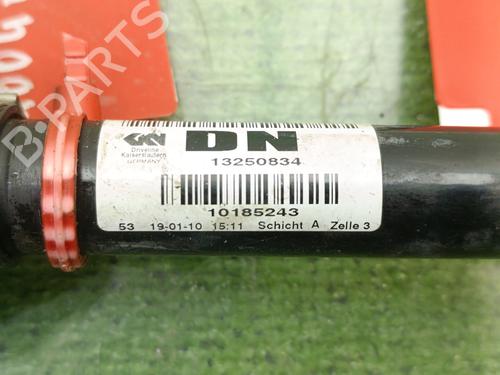 DN
Driveline
Kaiserslautern
GERMANY
13250834
10185243
53 19-01-10 15:11 Schicht A Zelle 3
B-PARTS